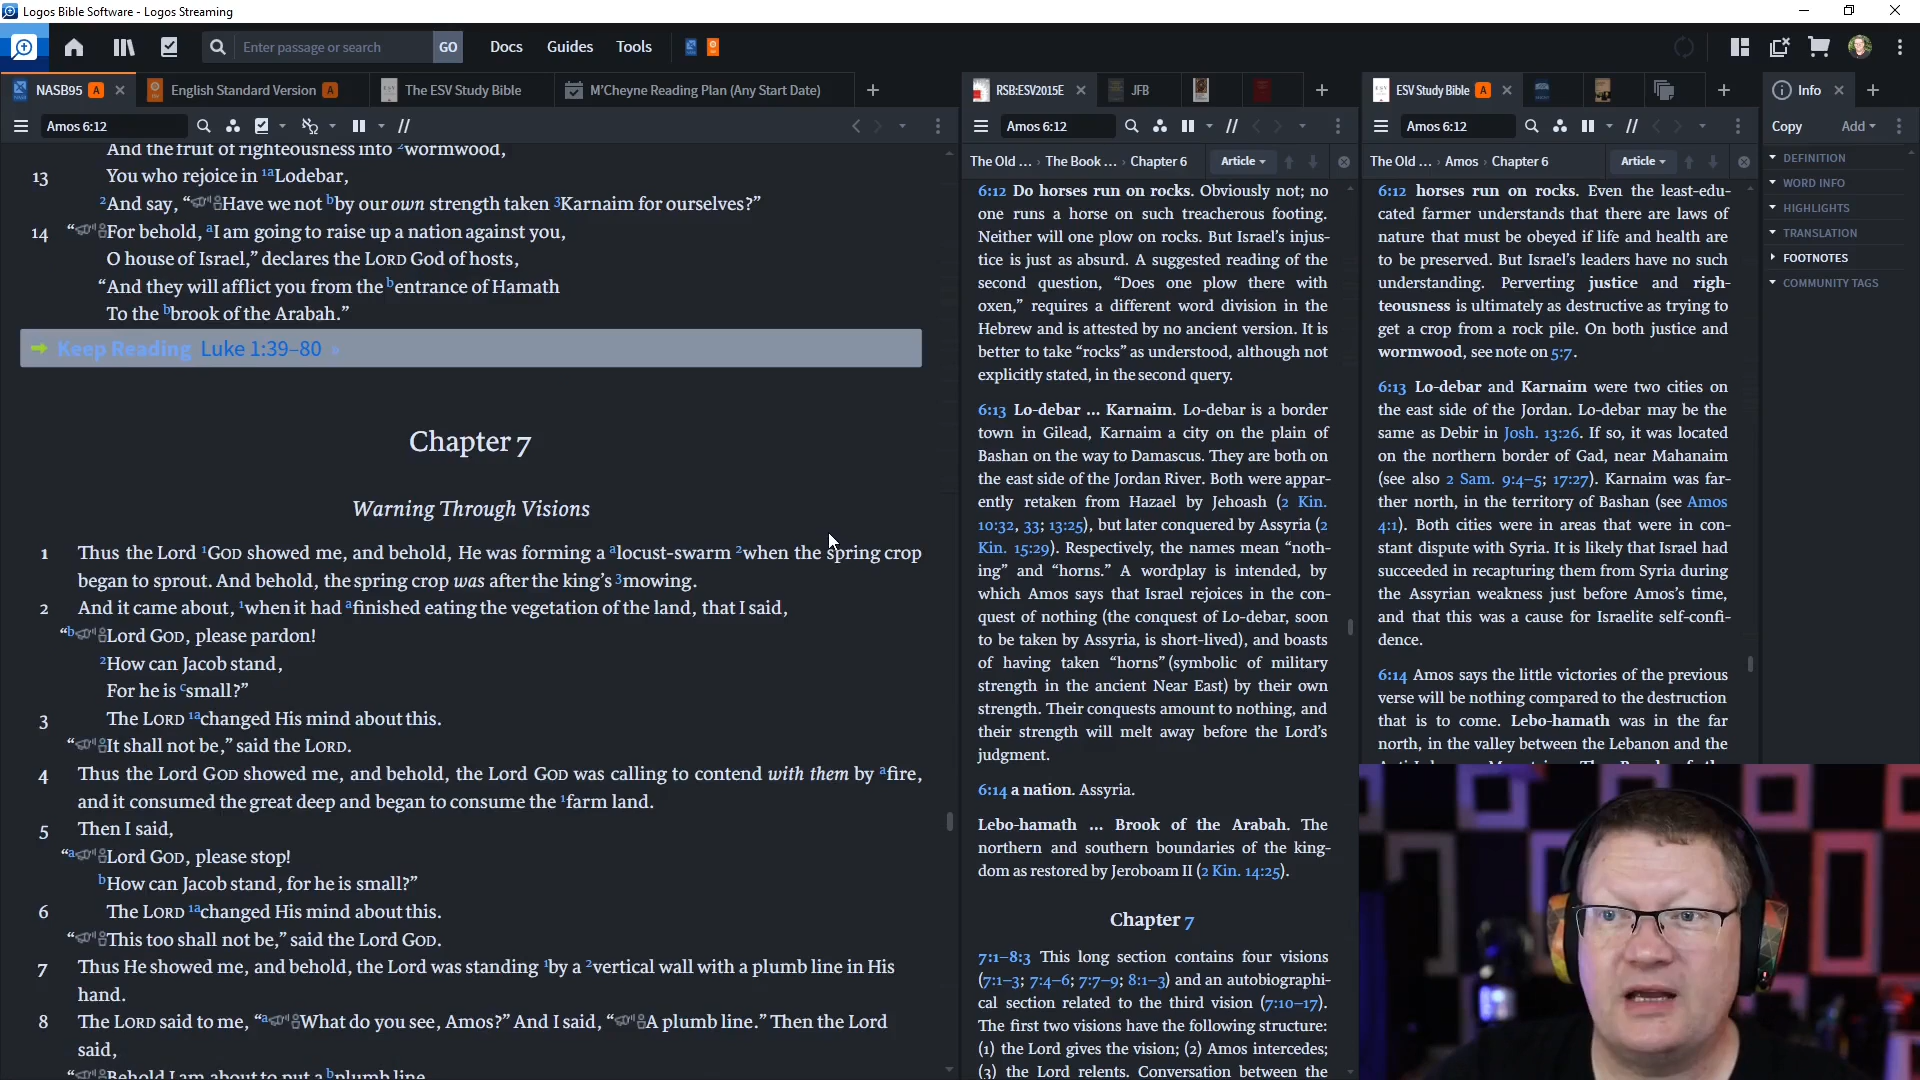 Logos Bible Software - Logos Streaming
Enter passage or search
GO
Docs
Guides
Tools
NASB95 A
English Standard Version A
The ESV Study Bible
M’Cheyne Reading Plan (Any Start Date)
Amos 6:12
And the fruit of righteousness into 2wormwood,
13 You who rejoice in 1aLodebar,
2And say, “Have we not bby our own strength taken 3Karnaim for ourselves?”
14 “For behold, aI am going to raise up a nation against you,
O house of Israel,” declares the LORD God of hosts,
“And they will afflict you from the bentrance of Hamath
To the bbrook of the Arabah.”
Keep Reading Luke 1:39–80 »
Chapter 7
Warning Through Visions
1 Thus the Lord 1GOD showed me, and behold, He was forming a alocust-swarm 2when the spring crop
began to sprout. And behold, the spring crop was after the king’s 3mowing.
2 And it came about, 1when it had afinished eating the vegetation of the land, that I said,
“bLord GOD, please pardon!
2How can Jacob stand,
For he is csmall?”
3 The LORD 1achanged His mind about this.
“It shall not be,” said the LORD.
4 Thus the Lord GOD showed me, and behold, the Lord GOD was calling to contend with them by afire,
and it consumed the great deep and began to consume the 1farm land.
5 Then I said,
“aLord GOD, please stop!
bHow can Jacob stand, for he is small?”
6 The LORD 1achanged His mind about this.
“This too shall not be,” said the Lord GOD.
7 Thus He showed me, and behold, the Lord was standing 1by a 2vertical wall with a plumb line in His
hand.
8 The LORD said to me, “aWhat do you see, Amos?” And I said, “A plumb line.” Then the Lord
said,
“Behold I am about to put a bplumb line
RSB:ESV2015E
JFB
Amos 6:12
The Old ... › The Book ... › Chapter 6
Article
6:12 Do horses run on rocks. Obviously not; no
one runs a horse on such treacherous footing.
Neither will one plow on rocks. But Israel’s injus-
tice is just as absurd. A suggested reading of the
second question, “Does one plow there with
oxen,” requires a different word division in the
Hebrew and is attested by no ancient version. It is
better to take “rocks” as understood, although not
explicitly stated, in the second query.
6:13 Lo-debar ... Karnaim. Lo-debar is a border
town in Gilead, Karnaim a city on the plain of
Bashan on the way to Damascus. They are both on
the east side of the Jordan River. Both were appar-
ently retaken from Hazael by Jehoash (2 Kin.
10:32, 33; 13:25), but later conquered by Assyria (2
Kin. 15:29). Respectively, the names mean “noth-
ing” and “horns.” A wordplay is intended, by
which Amos says that Israel rejoices in the con-
quest of nothing (the conquest of Lo-debar, soon
to be taken by Assyria, is short-lived), and boasts
of having taken “horns” (symbolic of military
strength in the ancient Near East) by their own
strength. Their conquests amount to nothing, and
their strength will melt away before the Lord’s
judgment.
6:14 a nation. Assyria.
Lebo-hamath ... Brook of the Arabah. The
northern and southern boundaries of the king-
dom as restored by Jeroboam II (2 Kin. 14:25).
Chapter 7
7:1–8:3 This long section contains four visions
(7:1–3; 7:4–6; 7:7–9; 8:1–3) and an autobiographi-
cal section related to the third vision (7:10–17).
The first two visions have the following structure:
(1) the Lord gives the vision; (2) Amos intercedes;
(3) the Lord relents. Conversation between the
ESV Study Bible A
Amos 6:12
The Old ... › Amos › Chapter 6
Article
6:12 horses run on rocks. Even the least-edu-
cated farmer understands that there are laws of
nature that must be obeyed if life and health are
to be preserved. But Israel’s leaders have no such
understanding. Perverting justice and righ-
teousness is ultimately as destructive as trying to
get a crop from a rock pile. On both justice and
wormwood, see note on 5:7.
6:13 Lo-debar and Karnaim were two cities on
the east side of the Jordan. Lo-debar may be the
same as Debir in Josh. 13:26. If so, it was located
on the northern border of Gad, near Mahanaim
(see also 2 Sam. 9:4–5; 17:27). Karnaim was far-
ther north, in the territory of Bashan (see Amos
4:1). Both cities were in areas that were in con-
stant dispute with Syria. It is likely that Israel had
succeeded in recapturing them from Syria during
the Assyrian weakness just before Amos’s time,
and that this was a cause for Israelite self-confi-
dence.
6:14 Amos says the little victories of the previous
verse will be nothing compared to the destruction
that is to come. Lebo-hamath was in the far
north, in the valley between the Lebanon and the
Info
Copy
Add
DEFINITION
WORD INFO
HIGHLIGHTS
TRANSLATION
FOOTNOTES
COMMUNITY TAGS